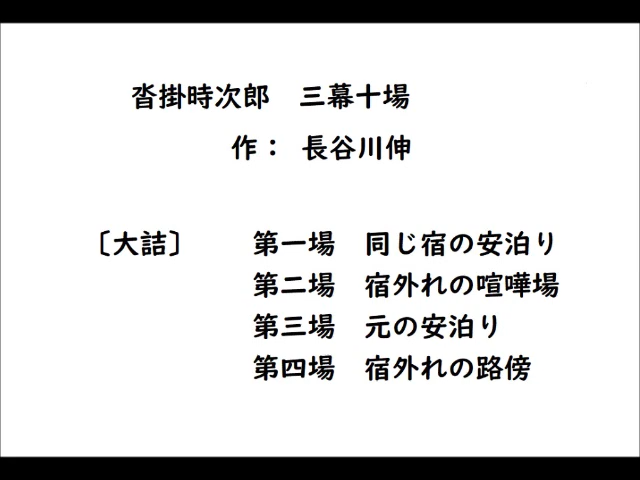 沓掛時次郎　三幕十場
作： 長谷川伸
〔大詰〕　第一場　同じ宿の安泊り
第二場　宿外れの喧嘩場
第三場　元の安泊り
第四場　宿外れの路傍